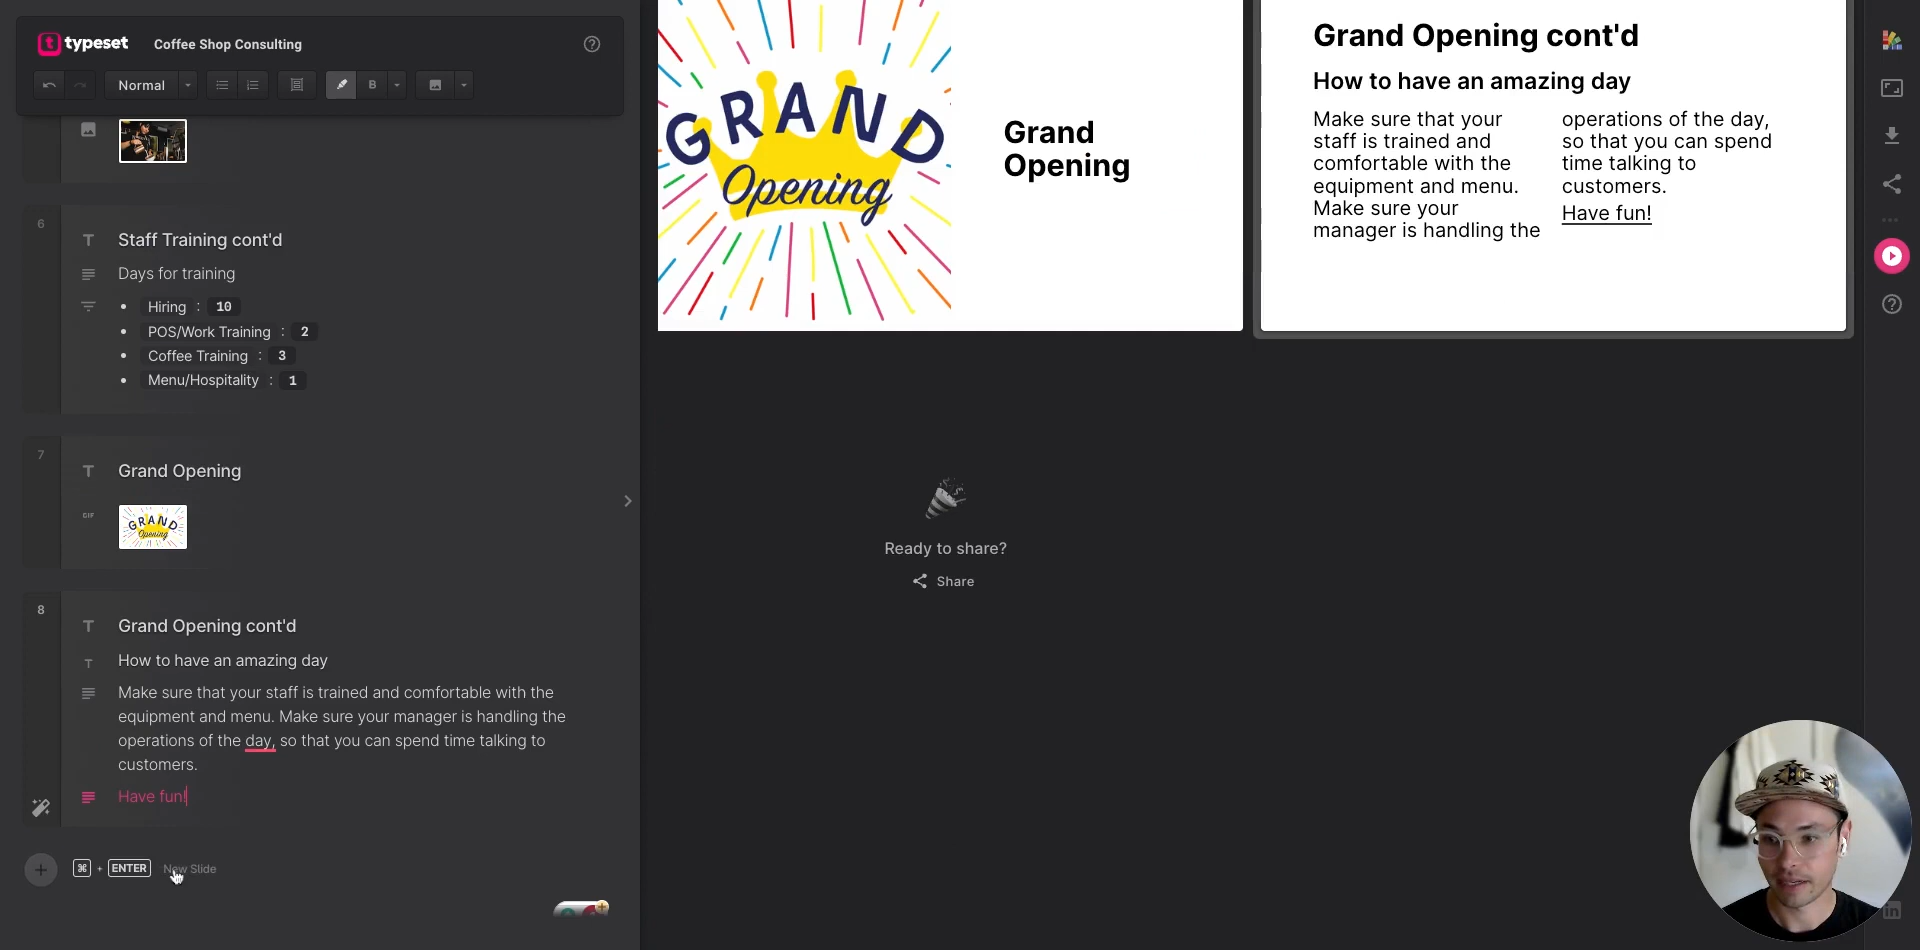 typeset
Coffee Shop Consulting
Normal
B
6
T
Staff Training cont'd
Days for training
• Hiring : 10
• POS/Work Training : 2
• Coffee Training : 3
• Menu/Hospitality : 1
7
T
Grand Opening
GIF
GRAND
Opening
8
T
Grand Opening cont'd
T
How to have an amazing day
Make sure that your staff is trained and comfortable with the
equipment and menu. Make sure your manager is handling the
operations of the day, so that you can spend time talking to
customers.
Have fun!
⌘ + ENTER New Slide
GRAND
Opening
Grand
Opening
Grand Opening cont'd
How to have an amazing day
Make sure that your
staff is trained and
comfortable with the
equipment and menu.
Make sure your
manager is handling the
operations of the day,
so that you can spend
time talking to
customers.
Have fun!
Ready to share?
Share
in